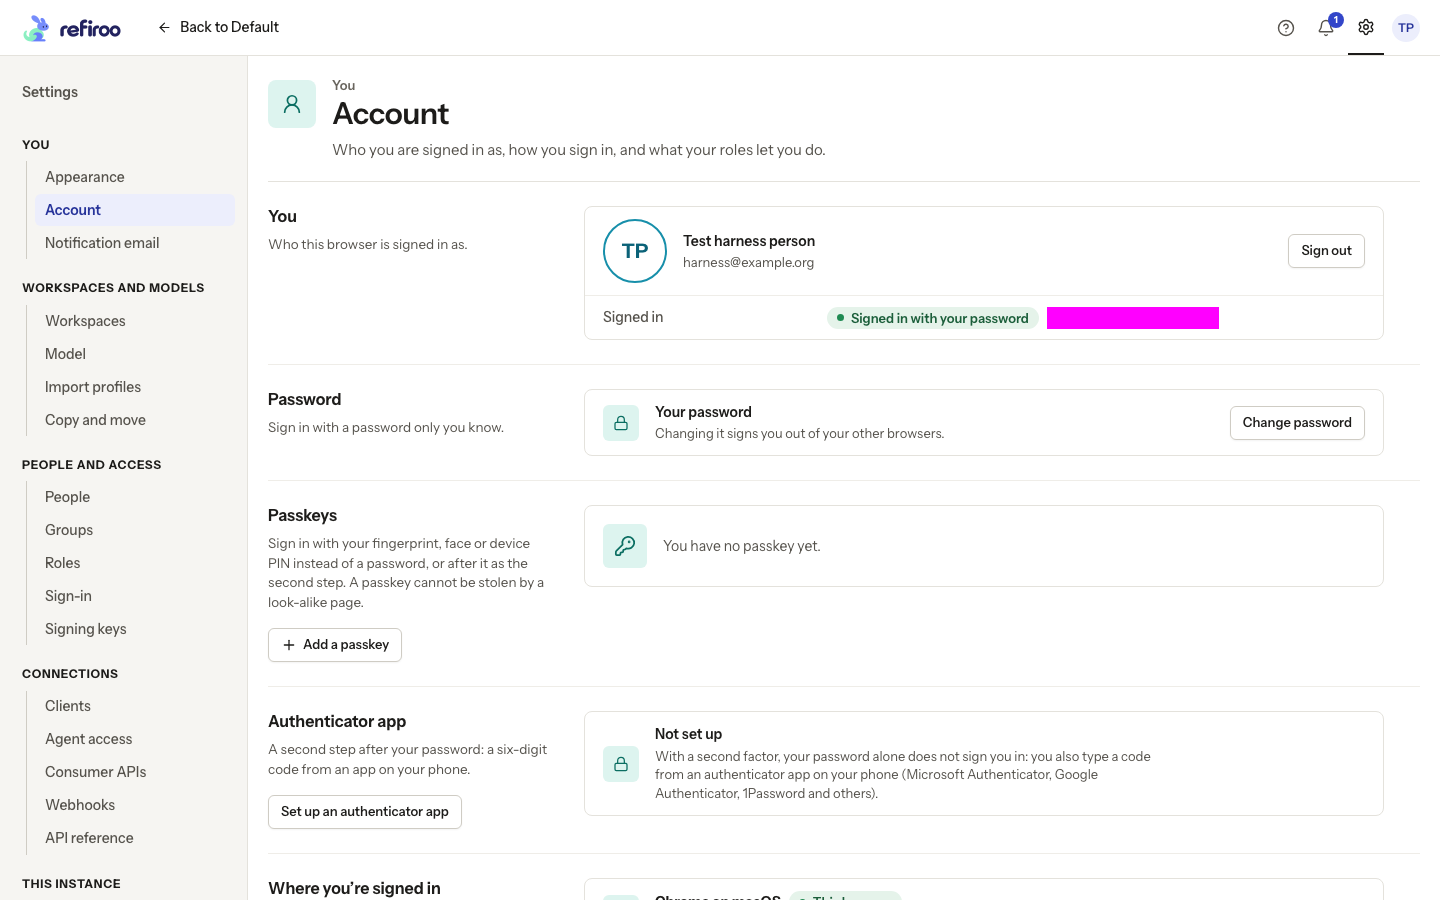 refiroo
Back to Default
1
TP
Settings
YOU
Appearance
Account
Notification email
WORKSPACES AND MODELS
Workspaces
Model
Import profiles
Copy and move
PEOPLE AND ACCESS
People
Groups
Roles
Sign-in
Signing keys
CONNECTIONS
Clients
Agent access
Consumer APIs
Webhooks
API reference
THIS INSTANCE
You
Account
Who you are signed in as, how you sign in, and what your roles let you do.
You
Who this browser is signed in as.
TP
Test harness person
harness@example.org
Sign out
Signed in
Signed in with your password
Password
Sign in with a password only you know.
Your password
Changing it signs you out of your other browsers.
Change password
Passkeys
Sign in with your fingerprint, face or device
PIN instead of a password, or after it as the
second step. A passkey cannot be stolen by a
look-alike page.
Add a passkey
You have no passkey yet.
Authenticator app
A second step after your password: a six-digit
code from an app on your phone.
Set up an authenticator app
Not set up
With a second factor, your password alone does not sign you in: you also type a code
from an authenticator app on your phone (Microsoft Authenticator, Google
Authenticator, 1Password and others).
Where you’re signed in
Chrome on macOS